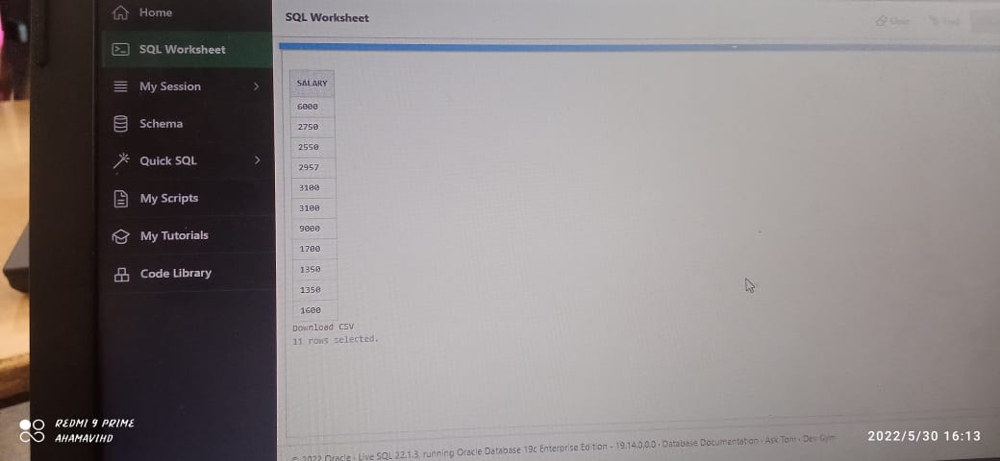 Home
SQL Worksheet
My Session
Schema
Quick SQL
My Scripts
My Tutorials
Code Library
SQL Worksheet
Clear
Find
SALARY
6000
2750
2550
2957
3100
3100
9000
1700
1350
1350
1600
Download CSV
11 rows selected.
© 2022 Oracle · Live SQL 22.1.3, running Oracle Database 19c Enterprise Edition - 19.14.0.0.0 · Database Documentation · Ask Tom · Dev Gym
REDMI 9 PRIME
AHAMAVIHD
2022/5/30 16:13